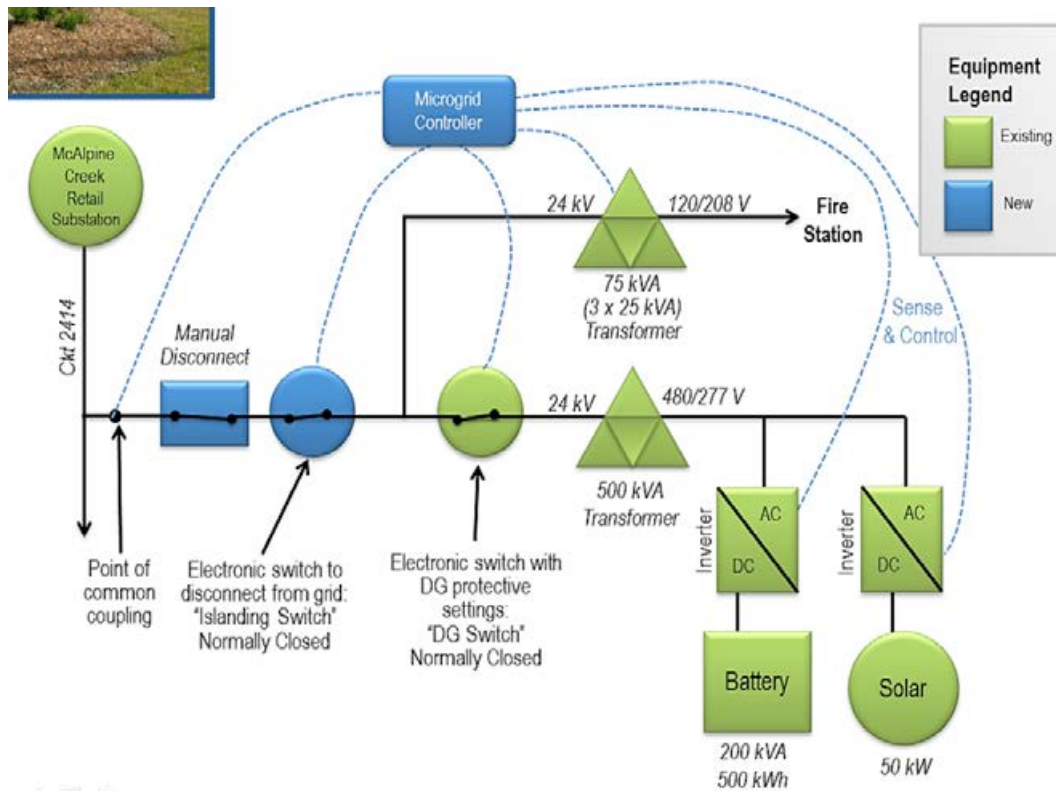 Microgrid
Controller
Equipment
Legend
Existing
New
McAlpine
Creek
Retail
Substation
24 kV
120/208 V
Fire
Station
75 kVA
(3 x 25 kVA)
Transformer
Sense
& Control
Ckt 2414
Manual
Disconnect
24 kV
480/277 V
500 kVA
Transformer
Point of
common
coupling
Electronic switch to
disconnect from grid:
"Islanding Switch"
Normally Closed
Electronic switch with
DG protective
settings:
"DG Switch"
Normally Closed
Inverter
AC
DC
Inverter
AC
DC
Battery
Solar
200 kVA
500 kWh
50 kW